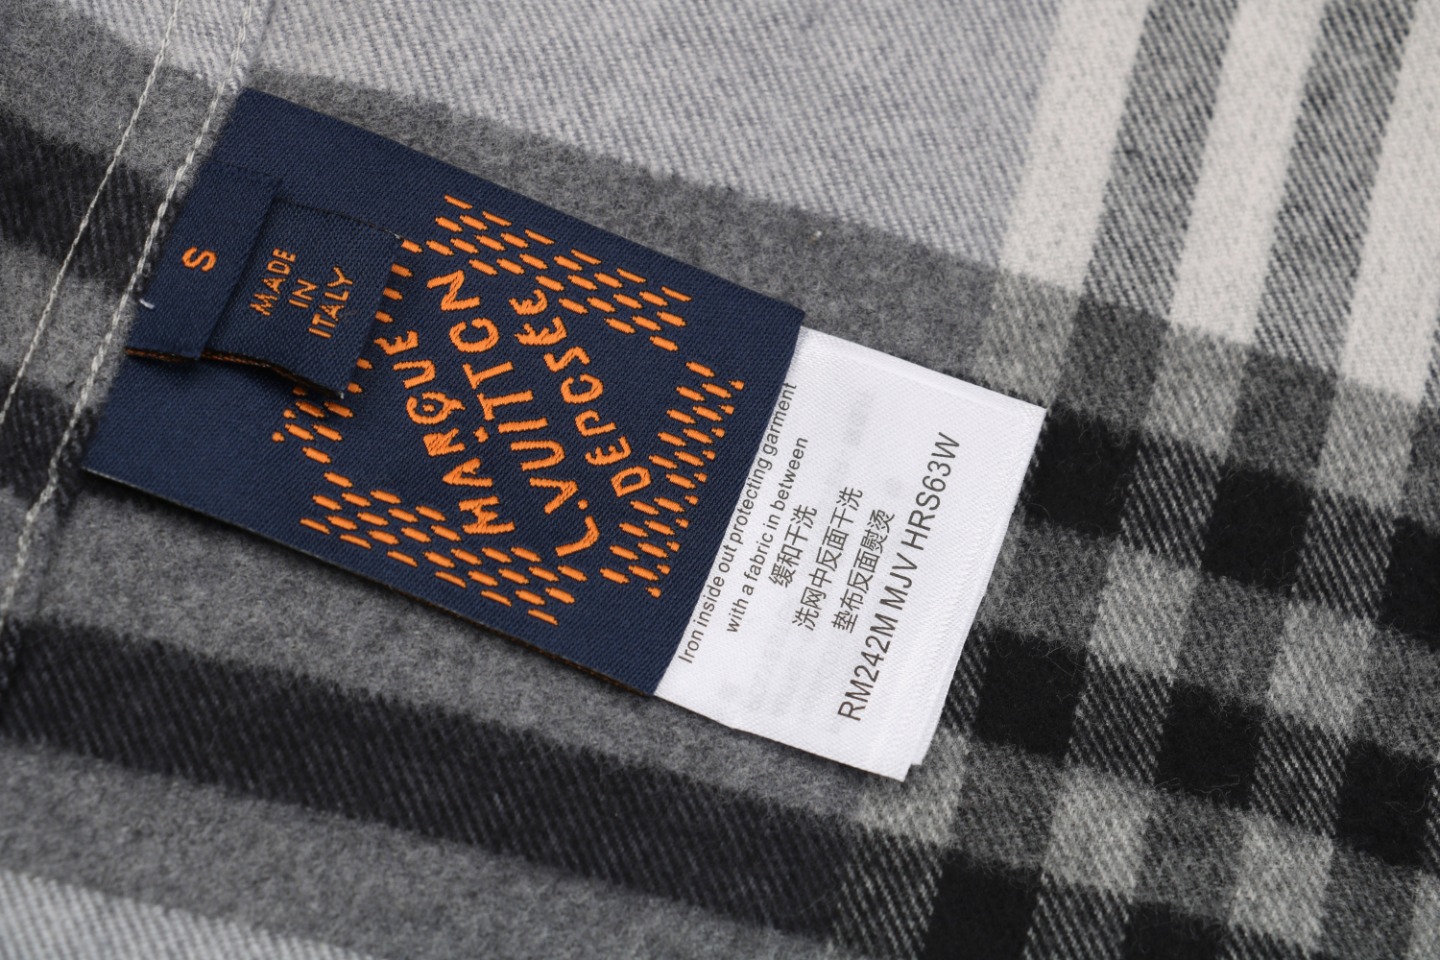 S
MADE
IN
ITALY
MARQUE
L.VUITTON
DÉPOSÉE
Iron inside out protecting garment
with a fabric in between
缓和干洗
洗网中反面干洗
垫布反面熨烫
RM242M MJV HRS63W